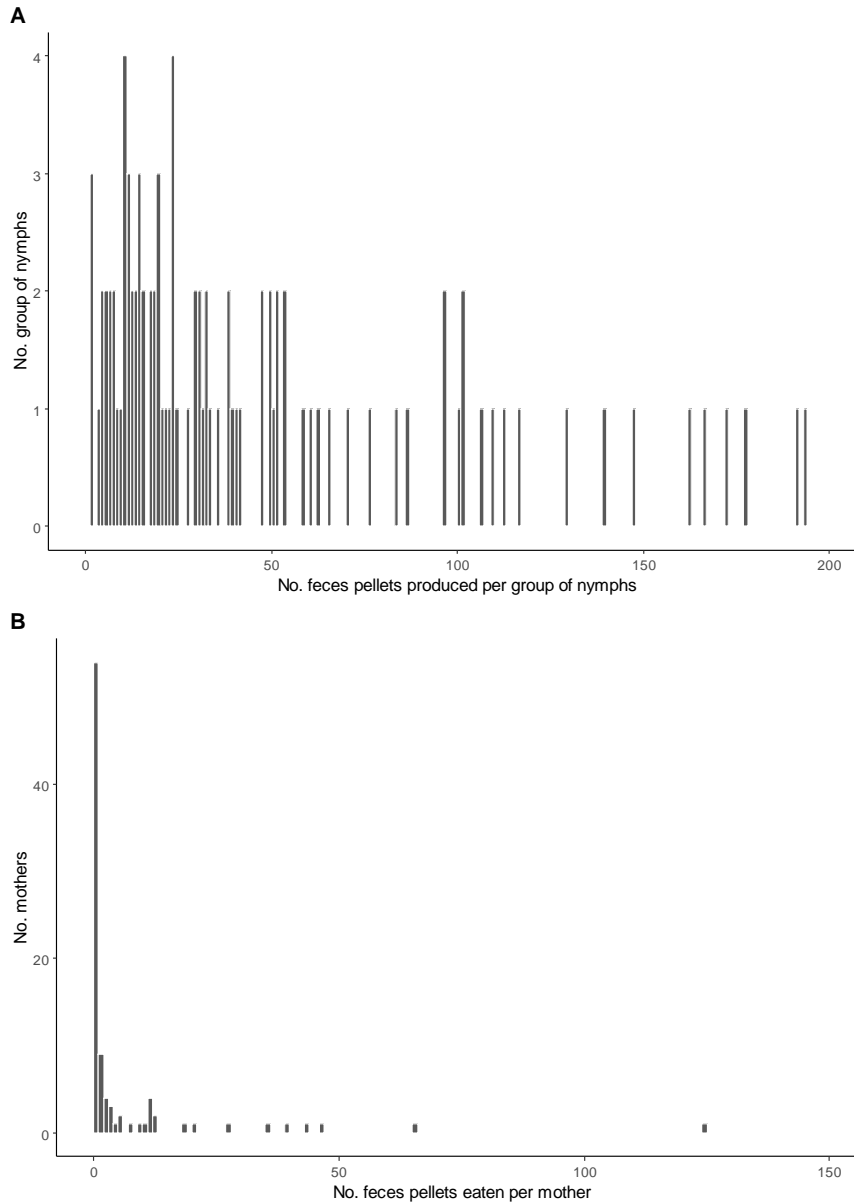 A
4
3
2
1
0
No. group of nymphs
0 50 100 150 200
No. feces pellets produced per group of nymphs
B
40
20
0
No. mothers
0 50 100 150
No. feces pellets eaten per mother